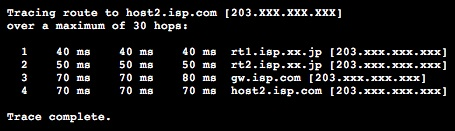 Tracing route to host2.isp.com [203.XXX.XXX.XXX]
over a maximum of 30 hops:
1 40 ms 40 ms 40 ms rt1.isp.xx.jp [203.xxx.xxx.xxx]
2 50 ms 50 ms 50 ms rt2.isp.xx.jp [203.xxx.xxx.xxx]
3 70 ms 70 ms 80 ms gw.isp.com [203.xxx.xxx.xxx]
4 70 ms 70 ms 70 ms host2.isp.com [203.xxx.xxx.xxx]
Trace complete.